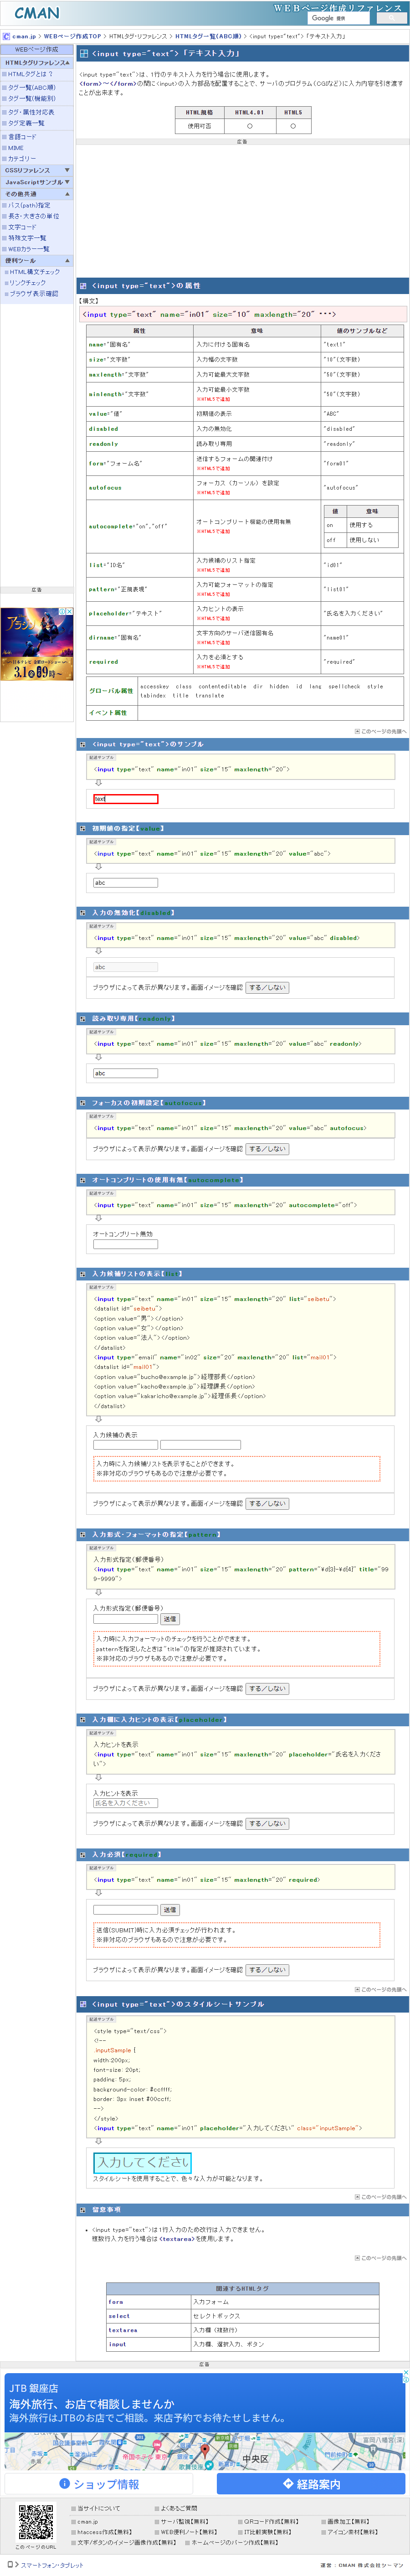 CMAN
WEBページ作成リファレンス
Google 提供
cman.jp > WEBページ作成TOP > HTMLタグリファレンス > HTMLタグ一覧(ABC順) > <input type="text">「テキスト入力」
WEBページ作成
HTMLタグリファレンス▲
HTMLタグとは?
タグ一覧(ABC順)
タグ一覧(機能別)
タグ・属性対応表
タグ定義一覧
言語コード
MIME
カテゴリー
CSSリファレンス ▼
JavaScriptサンプル▼
その他共通 ▲
パス(path)指定
長さ・大きさの単位
文字コード
特殊文字一覧
WEBカラー一覧
便利ツール ▲
HTML構文チェック
リンクチェック
ブラウザ表示確認
広告
3.1 09時~
<input type="text">「テキスト入力」
<input type="text">は、1行のテキスト入力を行う場合に使用します。
<form>~</form>の間に<input>の入力部品を配置することで、サーバのプログラム(CGIなど)に入力内容を引き渡すことが出来ます。
HTML規格 HTML4.01 HTML5
使用可否 ○ ○
広告
<input type="text">の属性
【構文】
<input type="text" name="in01" size="10" maxlength="20" ***>
属性 意味 値のサンプルなど
name="固有名" 入力に行ける固有名 "text1"
size="文字数" 入力幅の文字数 "10"(文字数)
maxlength="文字数" 入力可能最大文字数 "50"(文字数)
minlength="文字数" 入力可能最小文字数 ※HTML5で追加 "50"(文字数)
value="値" 初期値の表示 "ABC"
disabled 入力の無効化 "disabled"
readonly 読み取り専用 "readonly"
form="フォーム名" 送信するフォームの関連付け ※HTML5で追加 "form01"
autofocus フォーカス(カーソル)を設定 ※HTML5で追加 "autofocus"
autocomplete="on","off" オートコンプリート機能の使用有無 ※HTML5で追加
値 意味
on 使用する
off 使用しない
list="ID名" 入力候補のリスト指定 ※HTML5で追加 "id01"
pattern="正規表現" 入力可能フォーマットの指定 ※HTML5で追加 "list01"
placeholder="テキスト" 入力ヒントの表示 ※HTML5で追加 "氏名を入力ください"
dirname="固有名" 文字方向のサーバ送信固有名 ※HTML5で追加 "name01"
required 入力を必須とする ※HTML5で追加 "required"
グローバル属性 accesskey class contenteditable dir hidden id lang spellcheck style tabindex title translate
イベント属性
このページの先頭へ
<input type="text">のサンプル
記述サンプル
<input type="text" name="in01" size="15" maxlength="20">
text
初期値の指定【value】
記述サンプル
<input type="text" name="in01" size="15" maxlength="20" value="abc">
abc
入力の無効化【disabled】
記述サンプル
<input type="text" name="in01" size="15" maxlength="20" value="abc" disabled>
abc
ブラウザによって表示が異なります。画面イメージを確認 する/しない
読み取り専用【readonly】
記述サンプル
<input type="text" name="in01" size="15" maxlength="20" value="abc" readonly>
abc
フォーカスの初期設定【autofocus】
記述サンプル
<input type="text" name="in01" size="15" maxlength="20" value="abc" autofocus>
ブラウザによって表示が異なります。画面イメージを確認 する/しない
オートコンプリートの使用有無【autocomplete】
記述サンプル
<input type="text" name="in01" size="15" maxlength="20" autocomplete="off">
オートコンプリート無効
入力候補リストの表示【list】
記述サンプル
<input type="text" name="in01" size="15" maxlength="20" list="seibetu">
<datalist id="seibetu">
<option value="男"></option>
<option value="女"></option>
<option value="法人"></option>
</datalist>
<input type="email" name="in02" size="20" maxlength="20" list="mail01">
<datalist id="mail01">
<option value="bucho@example.jp">経理部長</option>
<option value="kacho@example.jp">経理課長</option>
<option value="kakaricho@example.jp">経理係長</option>
</datalist>
入力候補の表示
入力時に入力候補リストを表示することができます。
※非対応のブラウザもあるので注意が必要です。
ブラウザによって表示が異なります。画面イメージを確認 する/しない
入力形式・フォーマットの指定【pattern】
記述サンプル
入力形式指定(郵便番号)
<input type="text" name="in01" size="15" maxlength="20" pattern="\d{3}-\d{4}" title="999-9999">
入力形式指定(郵便番号)
送信
入力時に入力フォーマットのチェックを行うことができます。
patternを指定したときは"title"の指定が推奨されています。
※非対応のブラウザもあるので注意が必要です。
ブラウザによって表示が異なります。画面イメージを確認 する/しない
入力欄に入力ヒントの表示【placeholder】
記述サンプル
入力ヒントを表示
<input type="text" name="in01" size="15" maxlength="20" placeholder="氏名を入力ください">
入力ヒントを表示
氏名を入力ください
ブラウザによって表示が異なります。画面イメージを確認 する/しない
入力必須【required】
記述サンプル
<input type="text" name="in01" size="15" maxlength="20" required>
送信
送信(SUBMIT)時に入力必須チェックが行われます。
※非対応のブラウザもあるので注意が必要です。
ブラウザによって表示が異なります。画面イメージを確認 する/しない
このページの先頭へ
<input type="text">のスタイルシートサンプル
記述サンプル
<style type="text/css">
<!--
.inputSample {
width:200px;
font-size: 20pt;
padding: 5px;
background-color: #ccffff;
border: 3px inset #00ccff;
-->
</style>
<input type="text" name="in01" placeholder="入力してください" class="inputSample">
入力してくださ
スタイルシートを使用することで、色々な入力が可能となります。
このページの先頭へ
留意事項
・<input type="text">は1行入力のため改行は入力できません。
複数行入力を行う場合は<textarea>を使用します。
このページの先頭へ
関連するHTMLタグ
form 入力フォーム
select セレクトボックス
textarea 入力欄(複数行)
input 入力欄、選択入力、ボタン
広告
JTB 銀座店
海外旅行、お店で相談しませんか
海外旅行はJTBのお店でご相談。来店予約でお待たせしません。
中央区
ショップ情報
経路案内
このページのURL
当サイトについて よくあるご質問
cman.jp サーバ監視【無料】 QRコード作成【無料】 画像加工【無料】
htaccess作成【無料】 WEB便利ノート【無料】 IT比較実験【無料】 アイコン素材【無料】
文字/ボタンのイメージ画像作成【無料】 ホームページのパーツ作成【無料】
スマートフォン・タブレット
運営:CMAN 株式会社シーマン